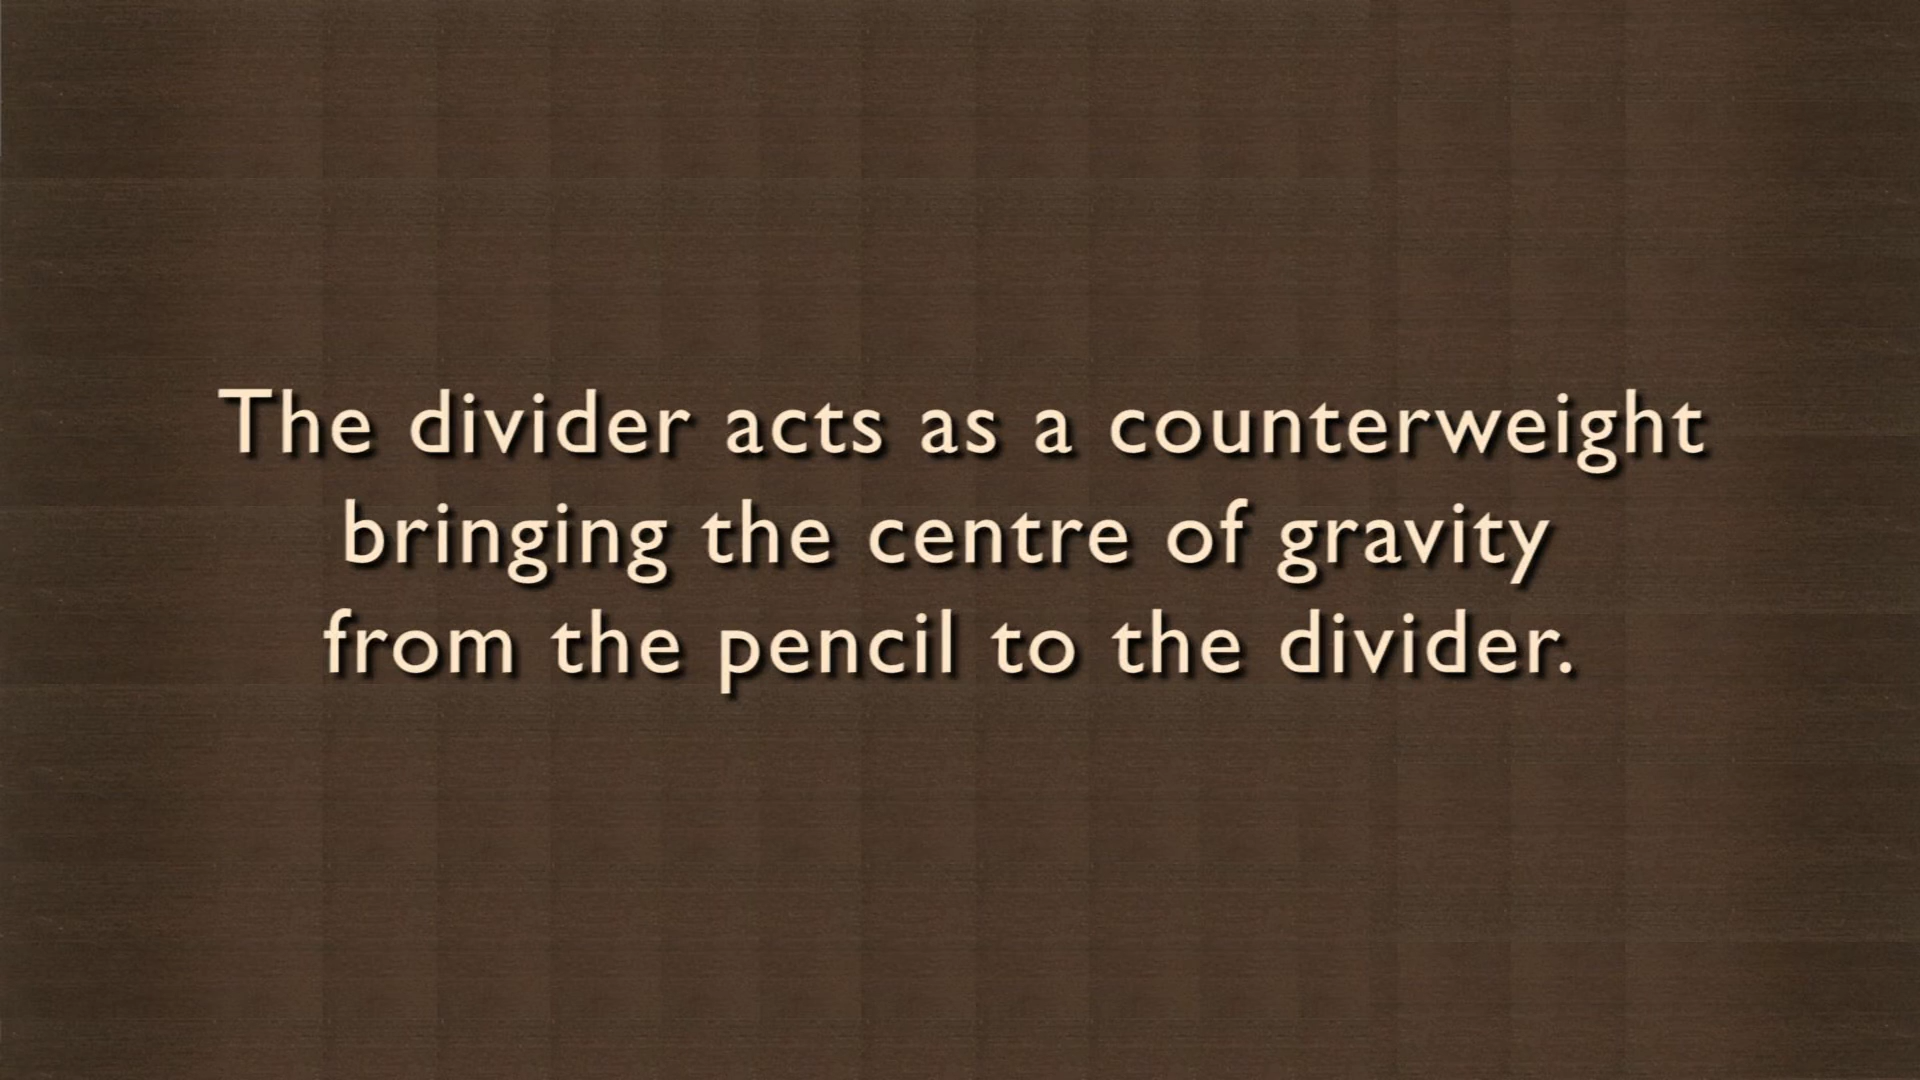 The divider acts as a counterweight
bringing the centre of gravity
from the pencil to the divider.